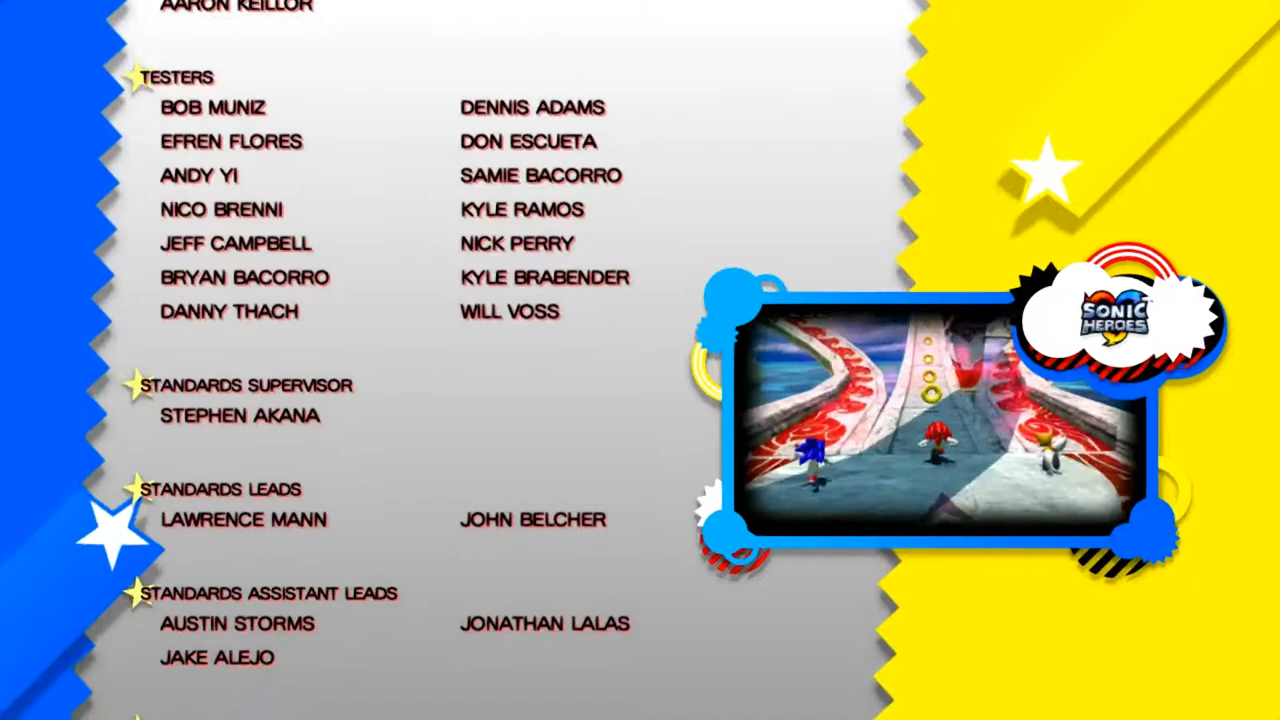 AARON KEILLOR
TESTERS
BOB MUNIZ DENNIS ADAMS
EFREN FLORES DON ESCUETA
ANDY YI SAMIE BACORRO
NICO BRENNI KYLE RAMOS
JEFF CAMPBELL NICK PERRY
BRYAN BACORRO KYLE BRABENDER
DANNY THACH WILL VOSS
SONIC
HEROES
STANDARDS SUPERVISOR
STEPHEN AKANA
STANDARDS LEADS
LAWRENCE MANN JOHN BELCHER
STANDARDS ASSISTANT LEADS
AUSTIN STORMS JONATHAN LALAS
JAKE ALEJO